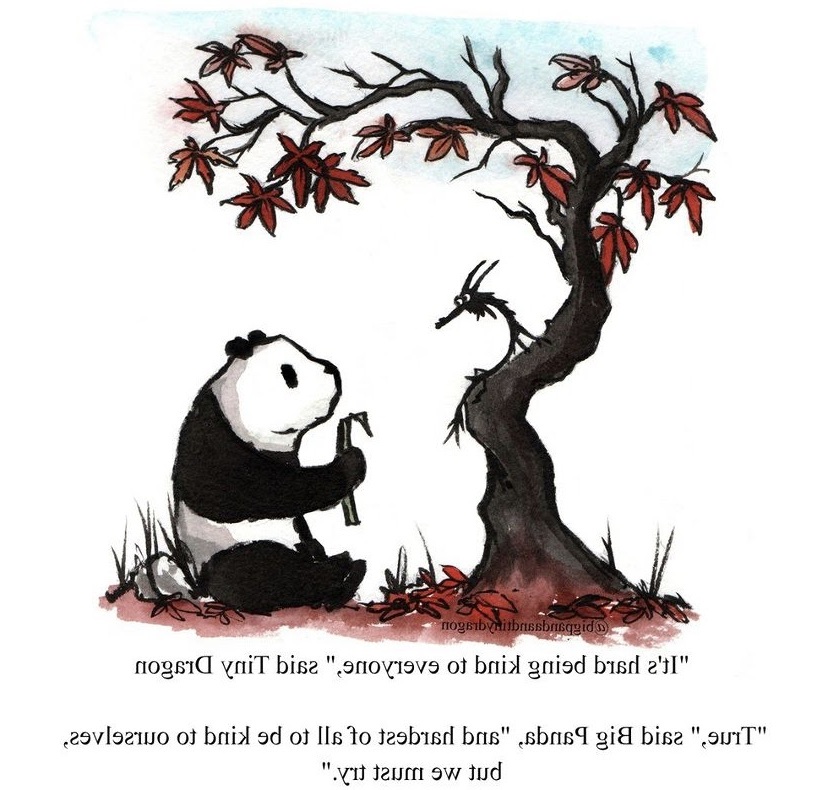 @bigpandaandtinydragon
"It's hard being kind to everyone," said Tiny Dragon
"True,", said Big Panda, "and hardest of all to be kind to ourselves,
but we must try."